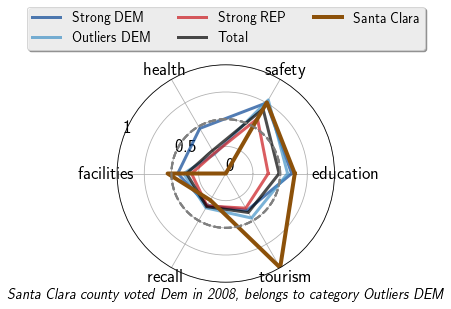 Strong DEM
Outliers DEM
Strong REP
Total
Santa Clara
health
safety
1
0.5
0
facilities
education
recall
tourism
Santa Clara county voted Dem in 2008, belongs to category Outliers DEM